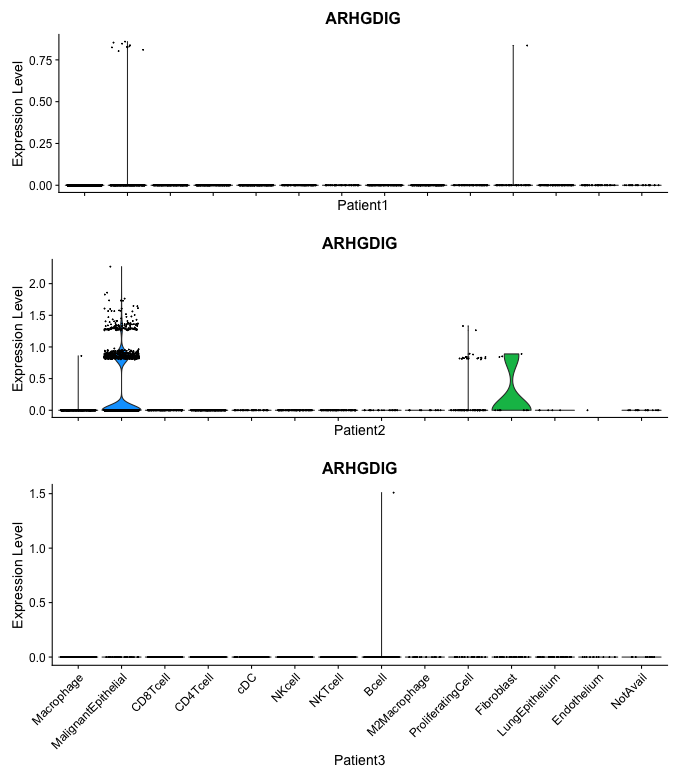 ARHGDIG
Expression Level
0.75
0.50
0.25
0.00
Patient1
ARHGDIG
Expression Level
2.0
1.5
1.0
0.5
0.0
Patient2
ARHGDIG
Expression Level
1.5
1.0
0.5
0.0
Macrophage
MalignantEpithelial
CD8Tcell
CD4Tcell
cDC
NKcell
NKTcell
Bcell
M2Macrophage
ProliferatingCell
Fibroblast
LungEpithelium
Endothelium
NotAvail
Patient3